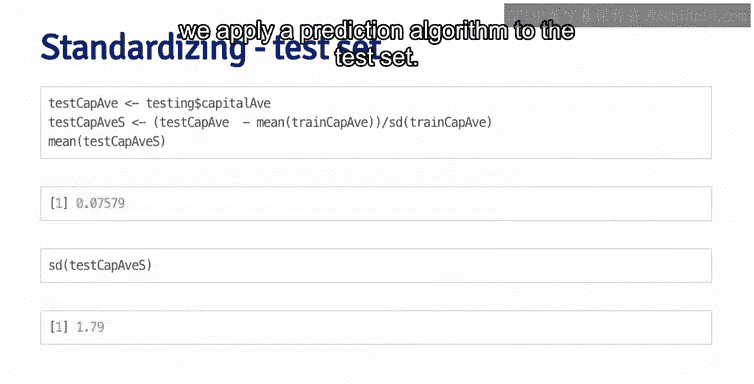 we apply a prediction algorithm to the
test set.
Standardizing - test set
testCapAve <- testing$capitalAve
testCapAveS <- (testCapAve  - mean(trainCapAve))/sd(trainCapAve)
mean(testCapAveS)
[1] 0.07579
sd(testCapAveS)
[1] 1.79